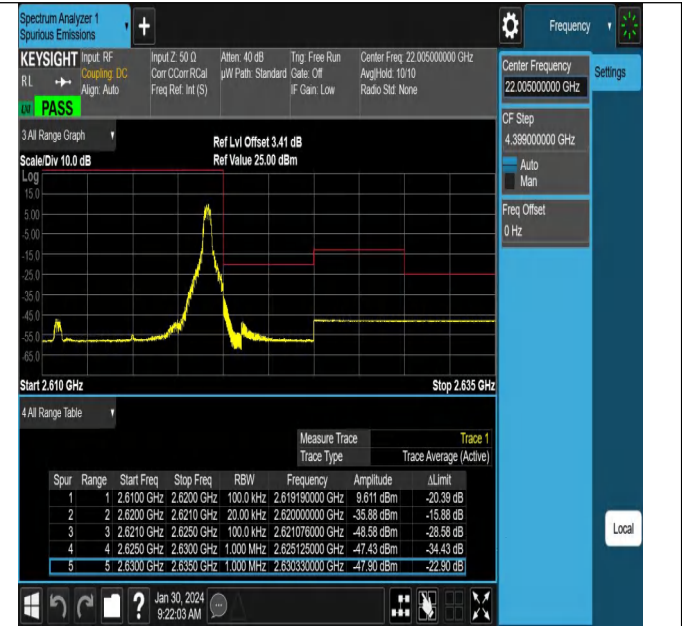 Spectrum Analyzer 1
Spurious Emissions
+
Frequency
KEYSIGHT Input: RF Input Z: 50 Ω Atten: 40 dB Trig: Free Run Center Freq: 22.005000000 GHz
RL Coupling: DC Corr CCorr RCal µW Path: Standard Gate: Off Avg|Hold: 10/10
Align: Auto Freq Ref: Int (S) IF Gain: Low Radio Std: None
LW PASS
Center Frequency
22.005000000 GHz
Settings
CF Step
4.399000000 GHz
Auto
Man
Freq Offset
0 Hz
3 All Range Graph
Ref Lvl Offset 3.41 dB
Scale/Div 10.0 dB Ref Value 25.00 dBm
Log
15.0
5.00
-5.00
-15.0
-25.0
-35.0
-45.0
-55.0
-65.0
Start 2.610 GHz Stop 2.635 GHz
4 All Range Table
Measure Trace Trace 1
Trace Type Trace Average (Active)
Spur Range Start Freq Stop Freq RBW Frequency Amplitude ΔLimit
1 1 2.6100 GHz 2.6200 GHz 100.0 kHz 2.619190000 GHz 9.611 dBm -20.39 dB
2 2 2.6200 GHz 2.6210 GHz 20.00 kHz 2.620000000 GHz -35.88 dBm -15.88 dB
3 3 2.6210 GHz 2.6250 GHz 100.0 kHz 2.621076000 GHz -48.58 dBm -28.58 dB
4 4 2.6250 GHz 2.6300 GHz 1.000 MHz 2.625125000 GHz -47.43 dBm -34.43 dB
5 5 2.6300 GHz 2.6350 GHz 1.000 MHz 2.630330000 GHz -47.90 dBm -22.90 dB
Local
?
Jan 30, 2024
9:22:03 AM